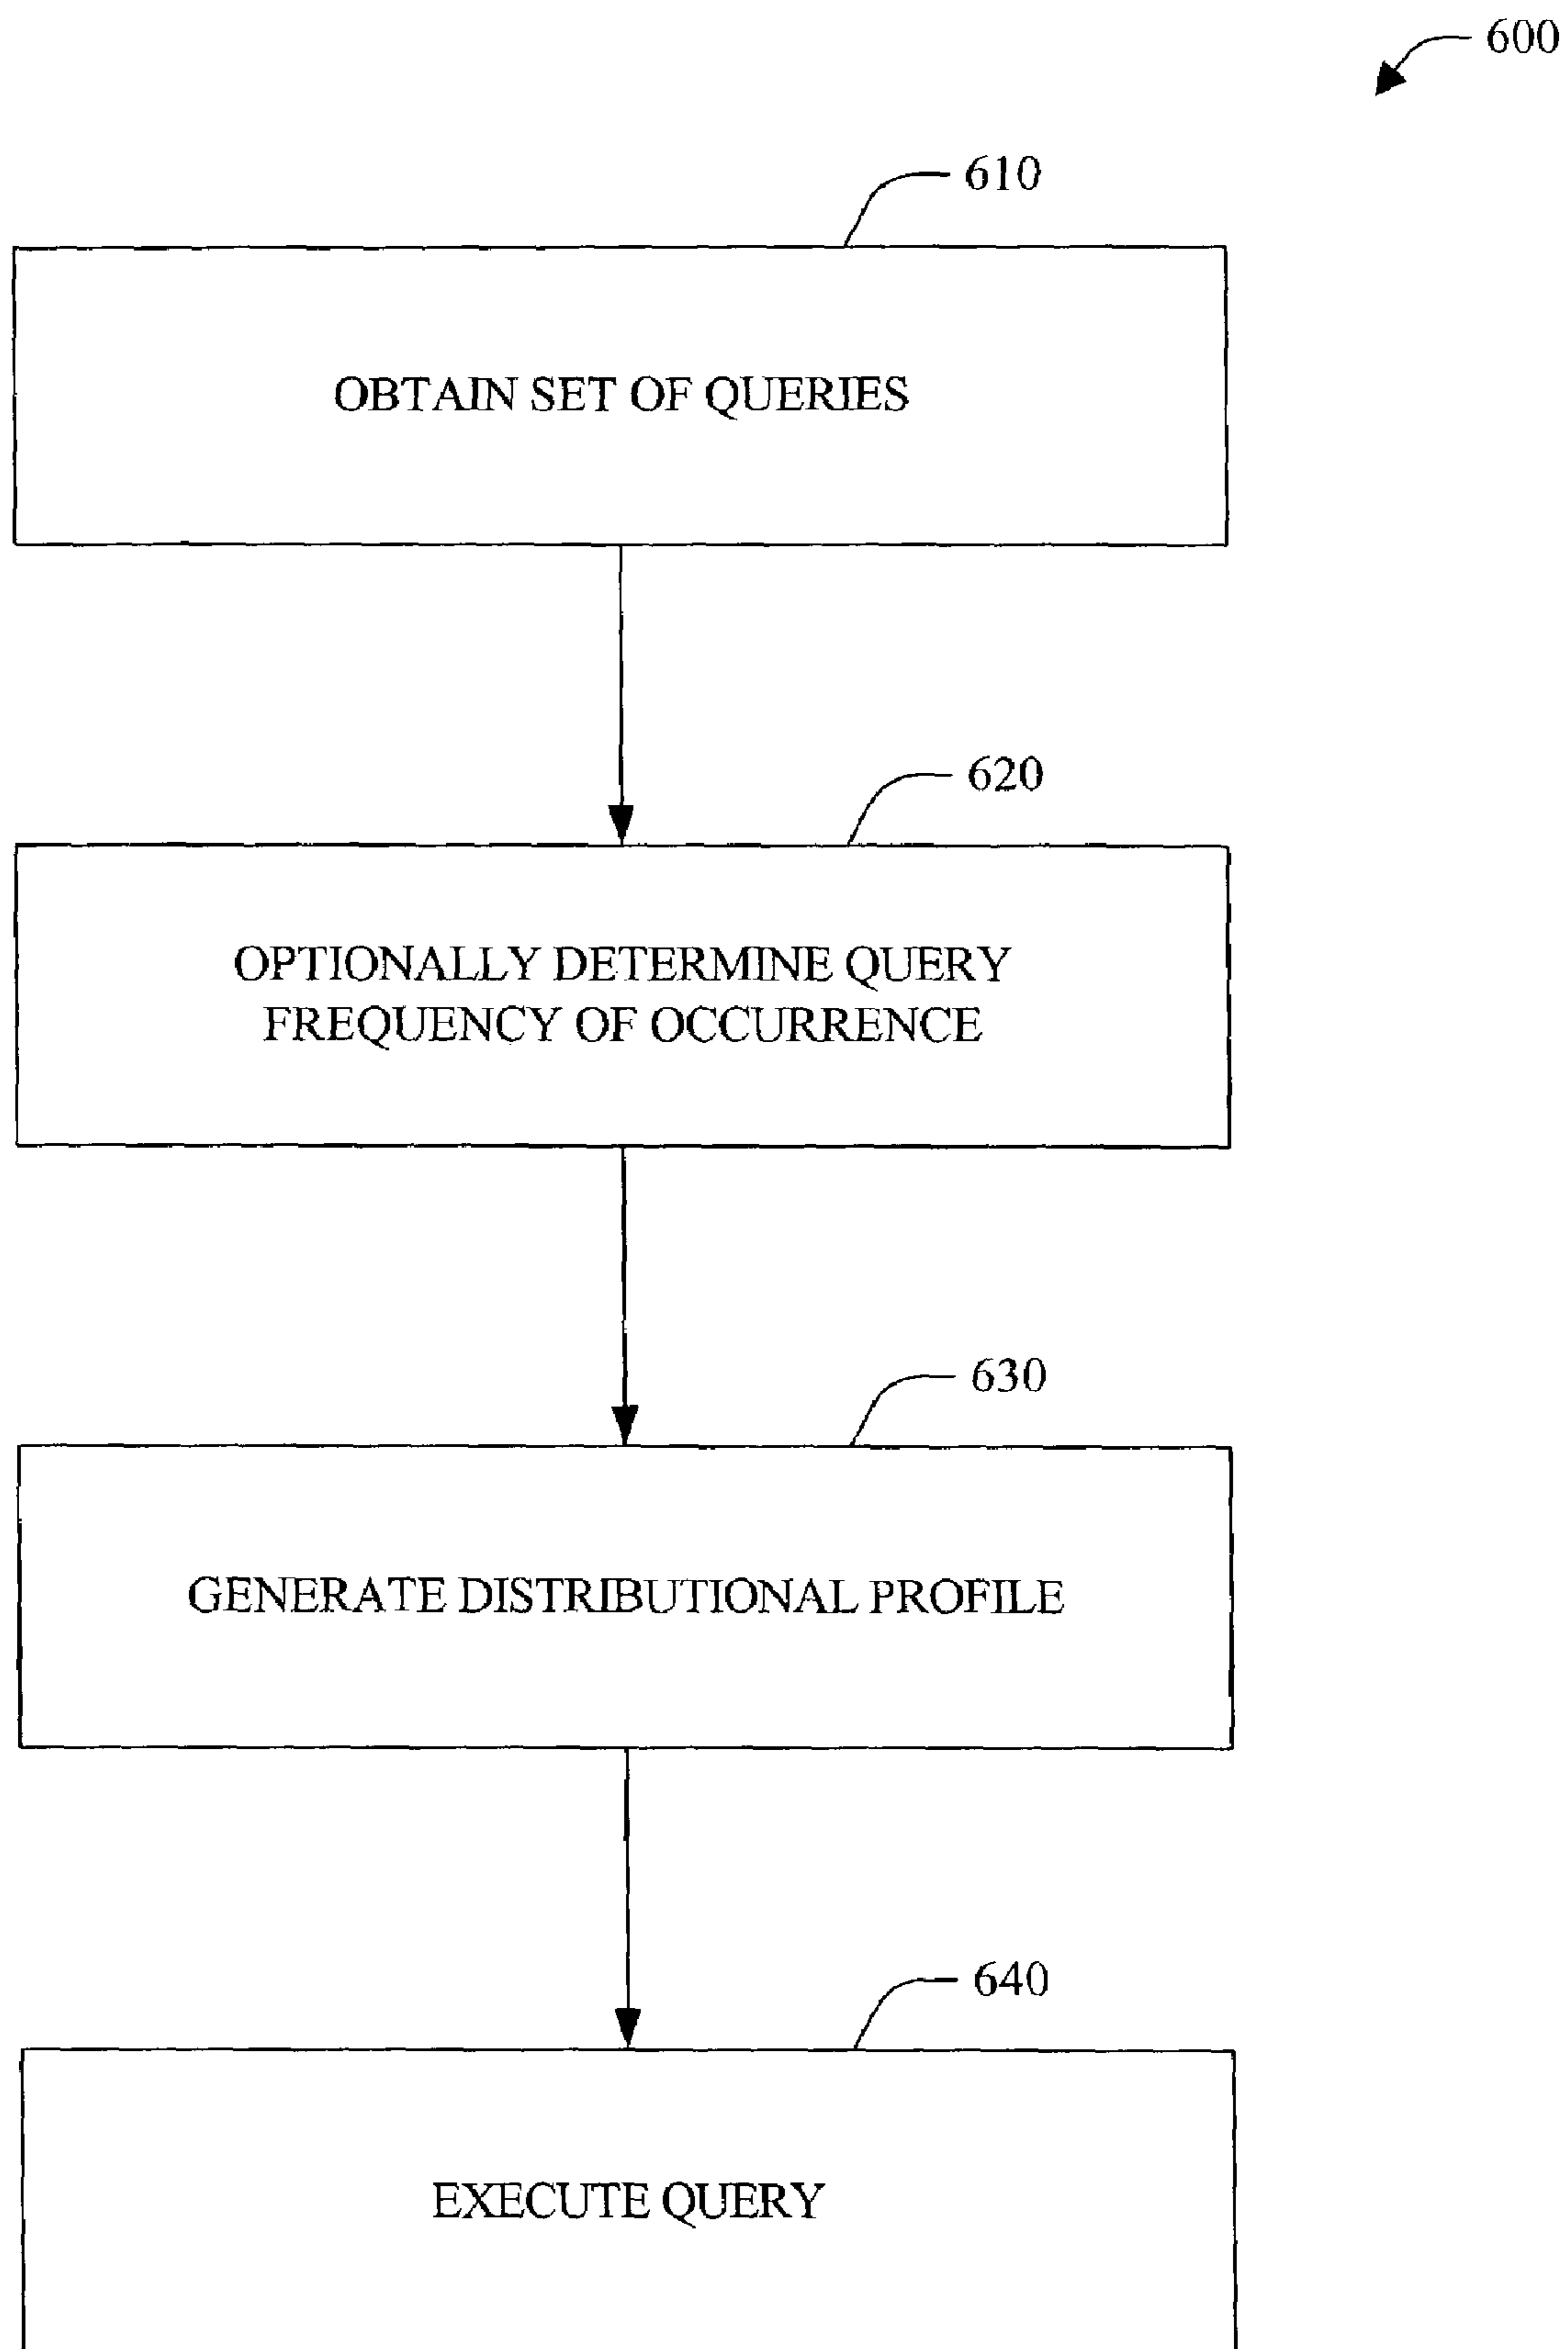 600
610
OBTAIN SET OF QUERIES
620
OPTIONALLY DETERMINE QUERY
FREQUENCY OF OCCURRENCE
630
GENERATE DISTRIBUTIONAL PROFILE
640
EXECUTE QUERY